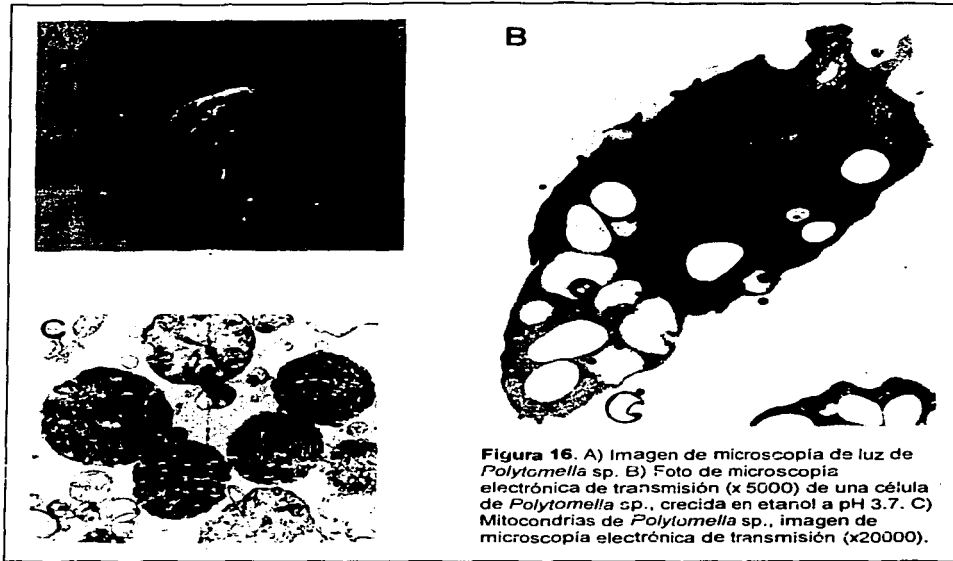 B
C
Figura 16. A) Imagen de microscopía de luz de
Polytomella sp. B) Foto de microscopía
electrónica de transmisión (x 5000) de una célula
de Polytomella sp., crecida en etanol a pH 3.7. C)
Mitocondrias de Polytomella sp., imagen de
microscopía electrónica de transmisión (x20000).